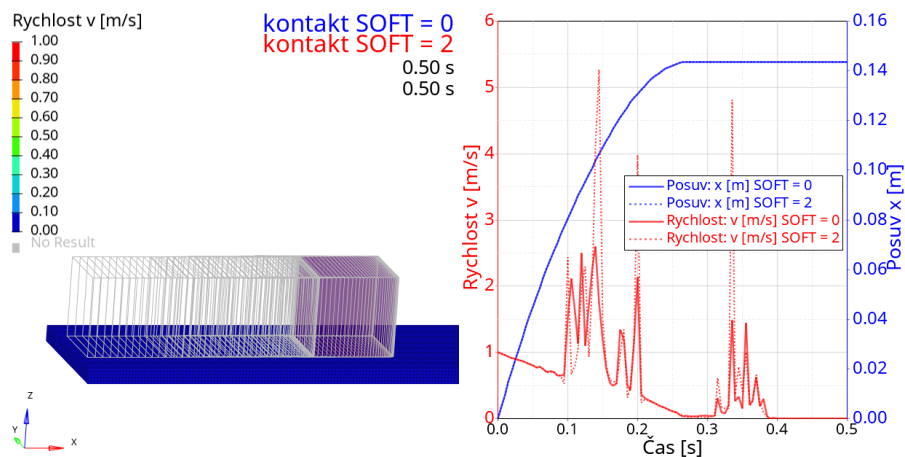 Rychlost v [m/s]
1.00
0.90
0.80
0.70
0.60
0.50
0.40
0.30
0.20
0.10
0.00
No Result
kontakt SOFT = 0
kontakt SOFT = 2
0.50 s
0.50 s
Z
Y
X
6
5
4
3
2
1
0
Rychlost v [m/s]
0.0
0.1
0.2
0.3
0.4
0.5
Čas [s]
Posuv: x [m] SOFT = 0
Posuv: x [m] SOFT = 2
Rychlost: v [m/s] SOFT = 0
Rychlost: v [m/s] SOFT = 2
0.16
0.14
0.12
0.10
0.08
0.06
0.04
0.02
0.00
Posuv x [m]